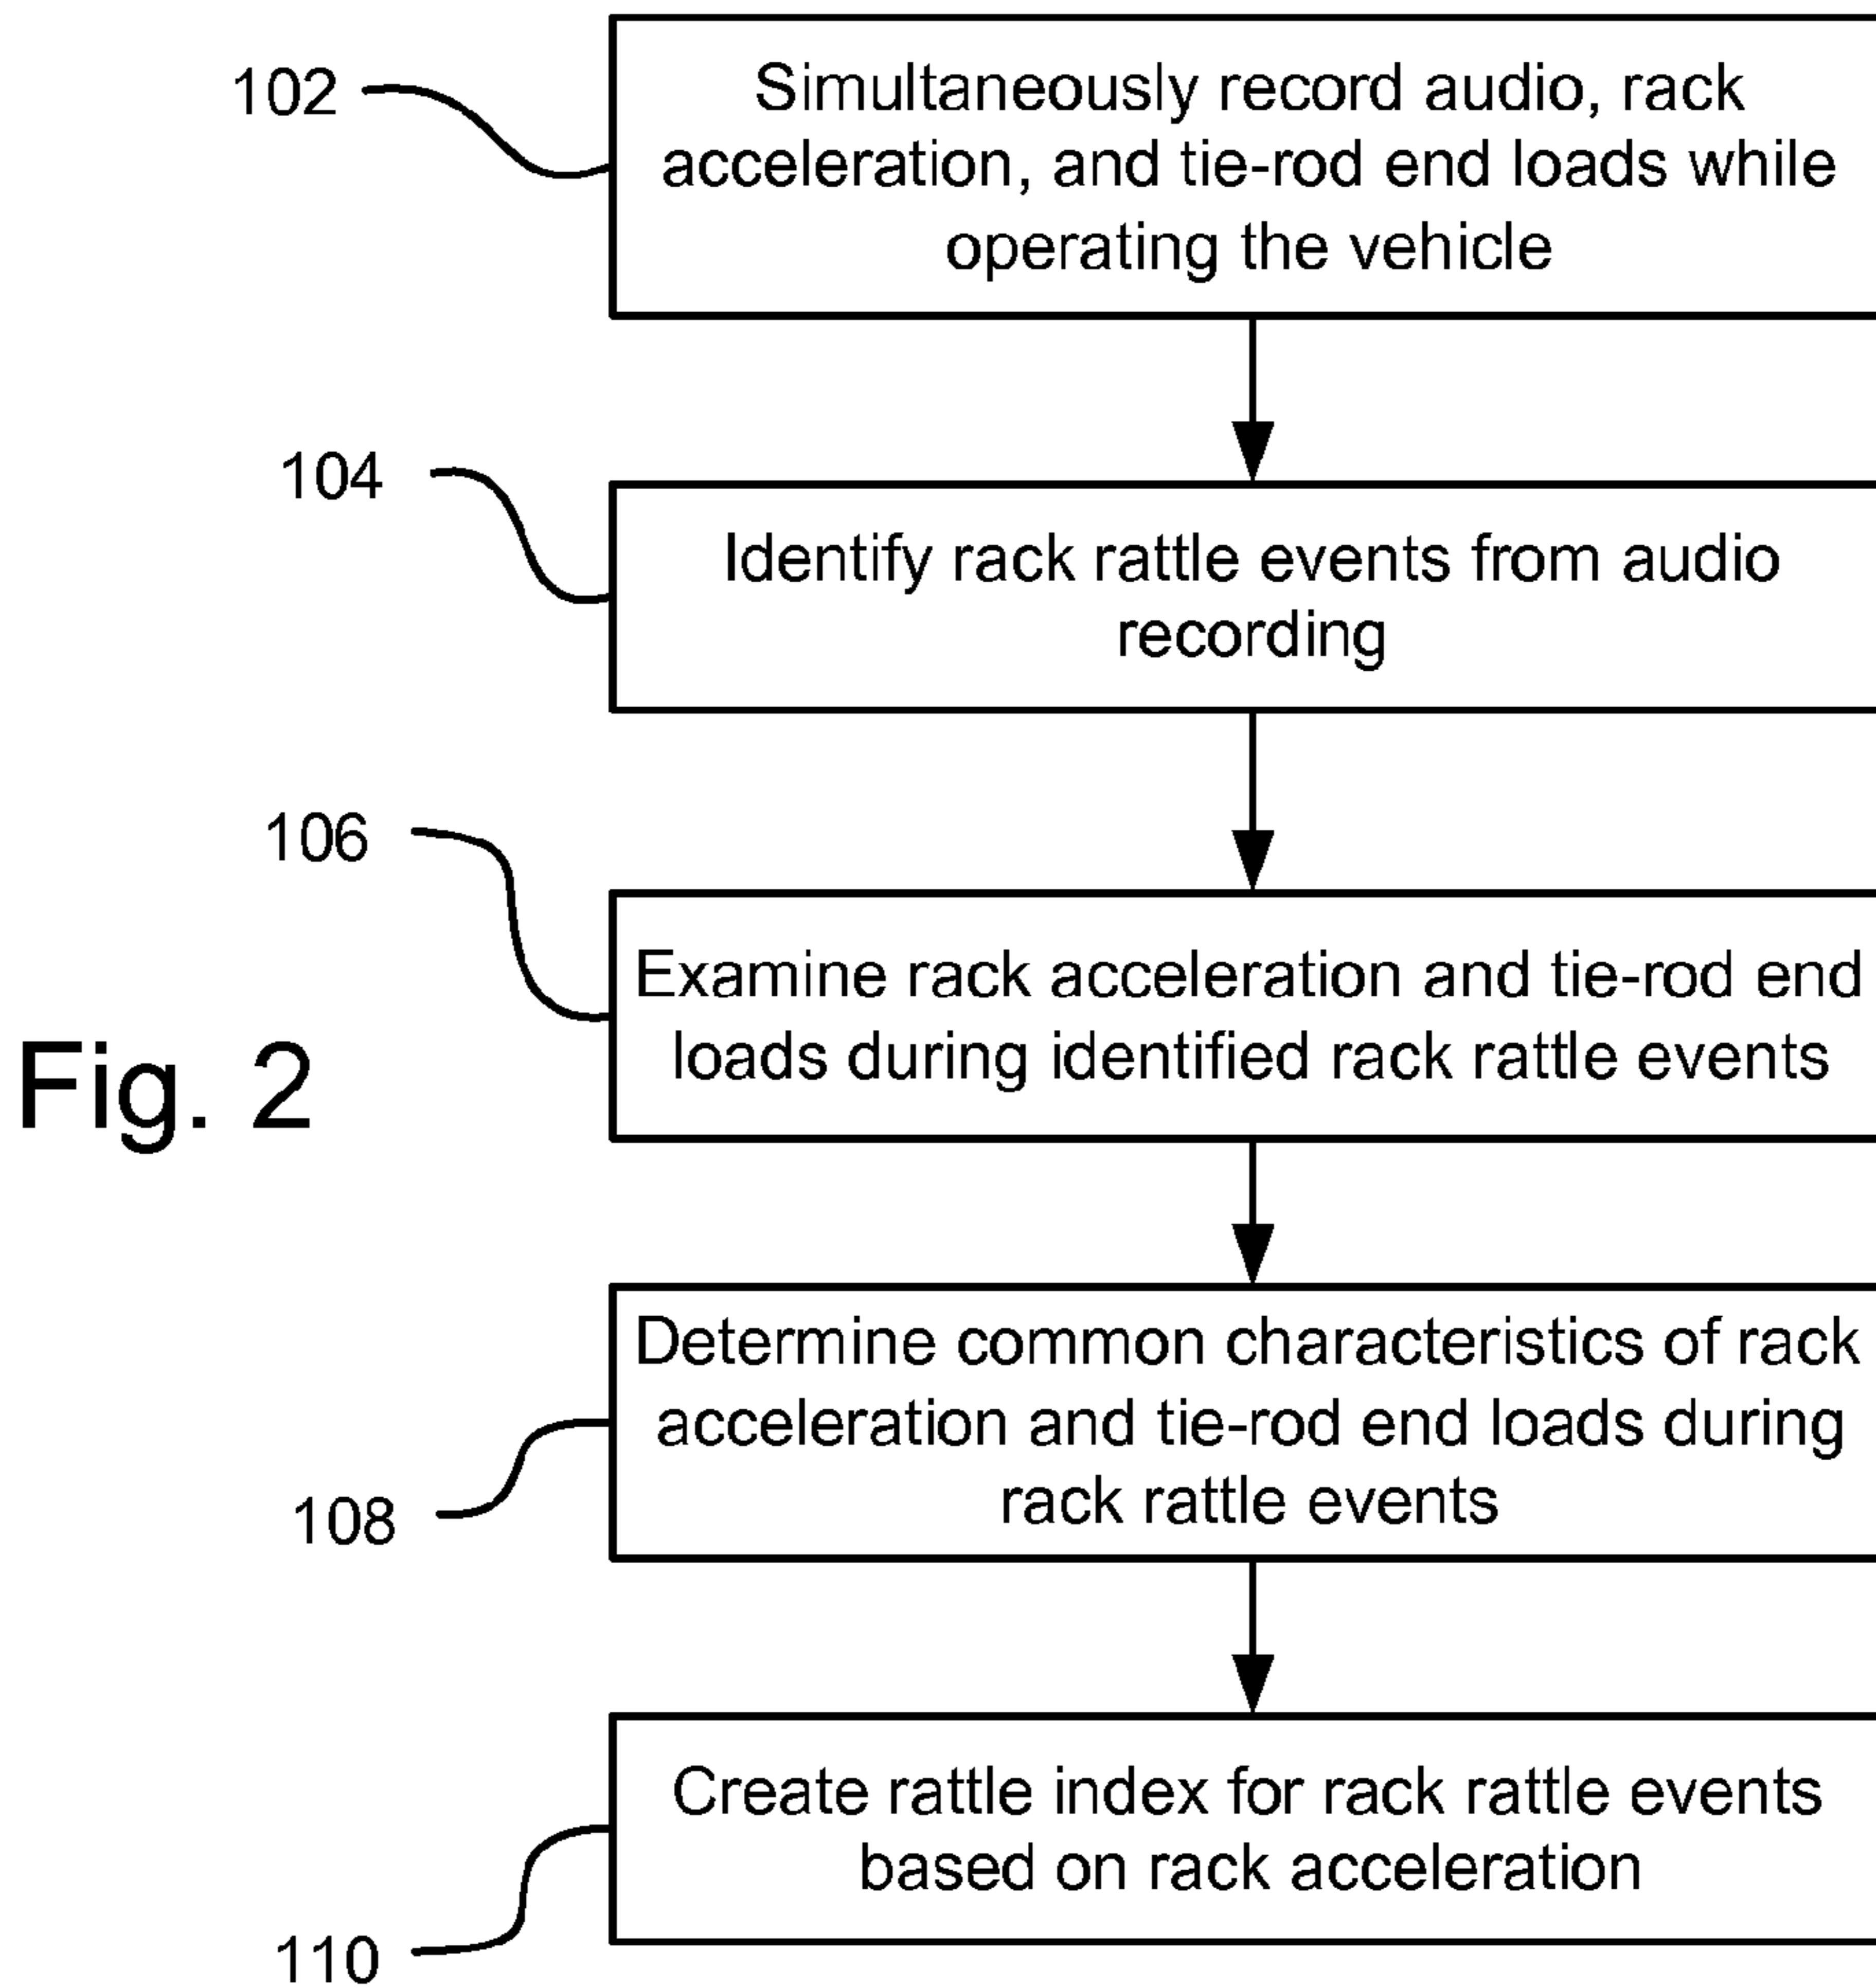 102
Simultaneously record audio, rack
acceleration, and tie-rod end loads while
operating the vehicle
104
Identify rack rattle events from audio
recording
106
Examine rack acceleration and tie-rod end
loads during identified rack rattle events
Fig. 2
Determine common characteristics of rack
acceleration and tie-rod end loads during
rack rattle events
108
Create rattle index for rack rattle events
based on rack acceleration
110